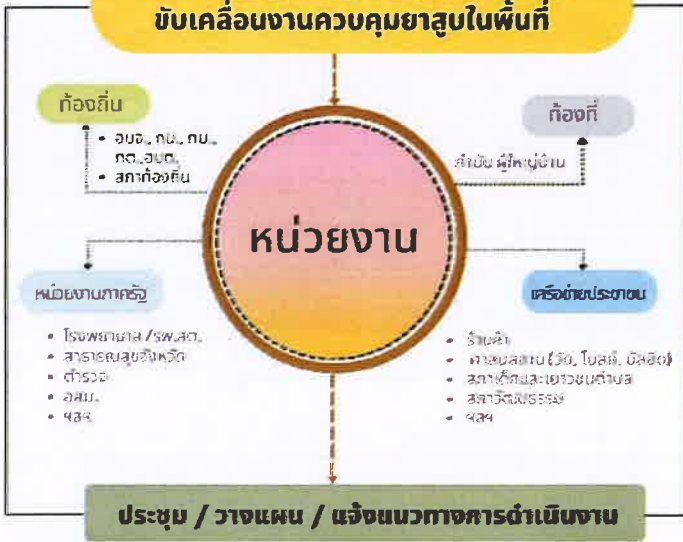 ขับเคลื่อนงานควบคุมยาสูบในพื้นที่
ท้องถิ่น
• อบจ., ทน., ทม.,
ทต., อบต.
• สภาท้องถิ่น
ท้องที่
กำนัน ผู้ใหญ่บ้าน
หน่วยงาน
หน่วยงานภาครัฐ
• โรงพยาบาล / รพ.สต.
• สาธารณสุขจังหวัด
• ตำรวจ
• อสม.
• ฯลฯ
เครือข่ายประชาชน
• ร้านค้า
• ศาสนสถาน (วัด, โบสถ์, มัสยิด)
• สภาเด็กและเยาวชนตำบล
• สภาวัฒนธรรม
• ฯลฯ
ประชุม / วางแผน / แจ้งแนวทางการดำเนินงาน